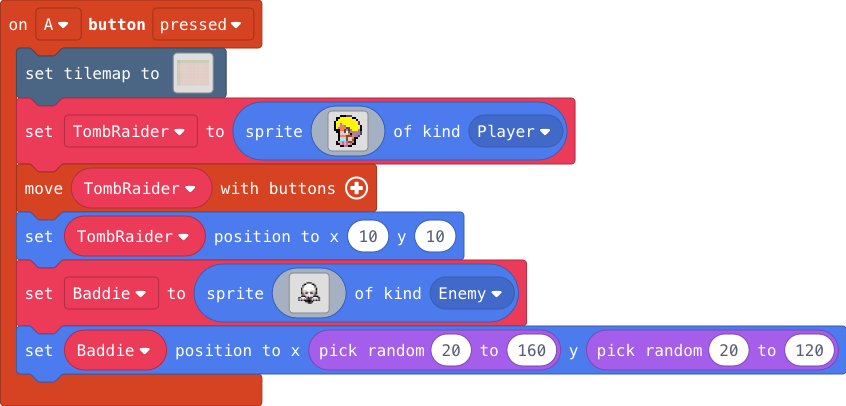 on A button pressed
set tilemap to
set TombRaider to sprite of kind Player
move TombRaider with buttons
set TombRaider position to x 10 y 10
set Baddie to sprite of kind Enemy
set Baddie position to x pick random 20 to 160 y pick random 20 to 120